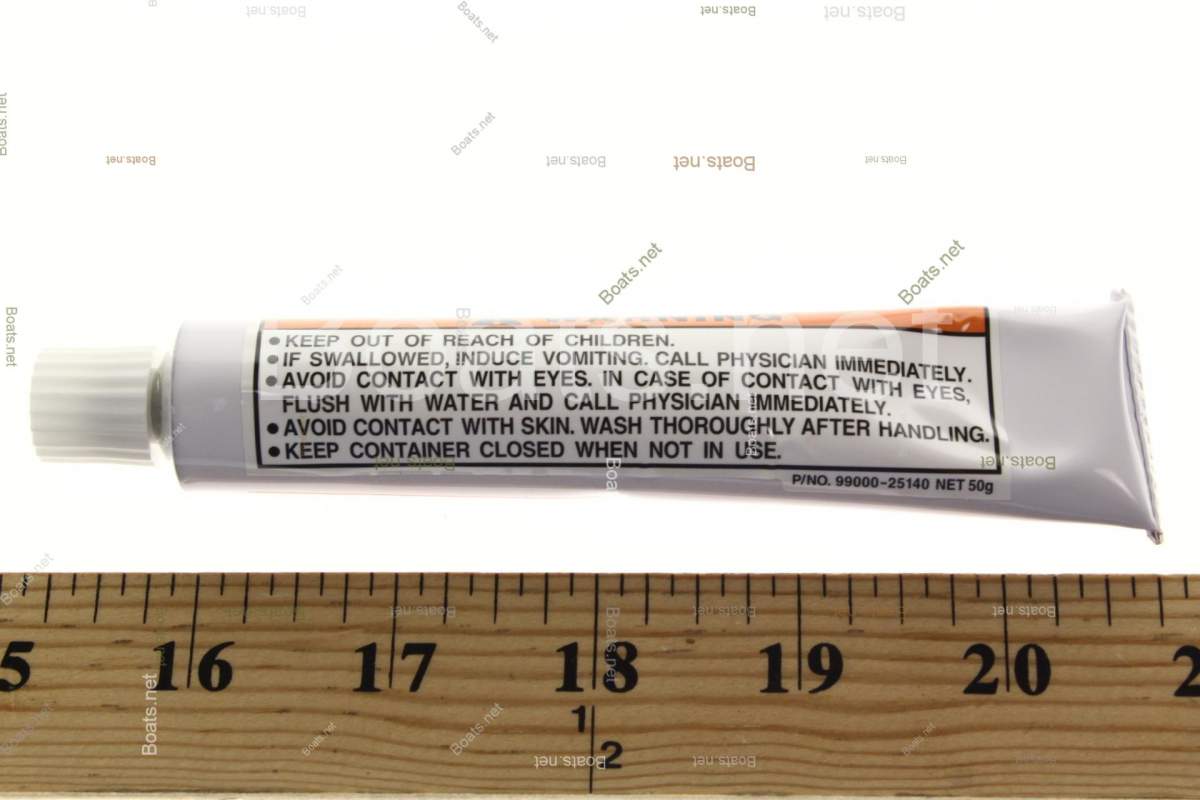 WARNING
• KEEP OUT OF REACH OF CHILDREN.
• IF SWALLOWED, INDUCE VOMITING. CALL PHYSICIAN IMMEDIATELY.
• AVOID CONTACT WITH EYES. IN CASE OF CONTACT WITH EYES,
FLUSH WITH WATER AND CALL PHYSICIAN IMMEDIATELY.
• AVOID CONTACT WITH SKIN. WASH THOROUGHLY AFTER HANDLING.
• KEEP CONTAINER CLOSED WHEN NOT IN USE.
P/NO. 99000-25140 NET 50g
5 16 17 18 19 20 2
1
2
Boats.net